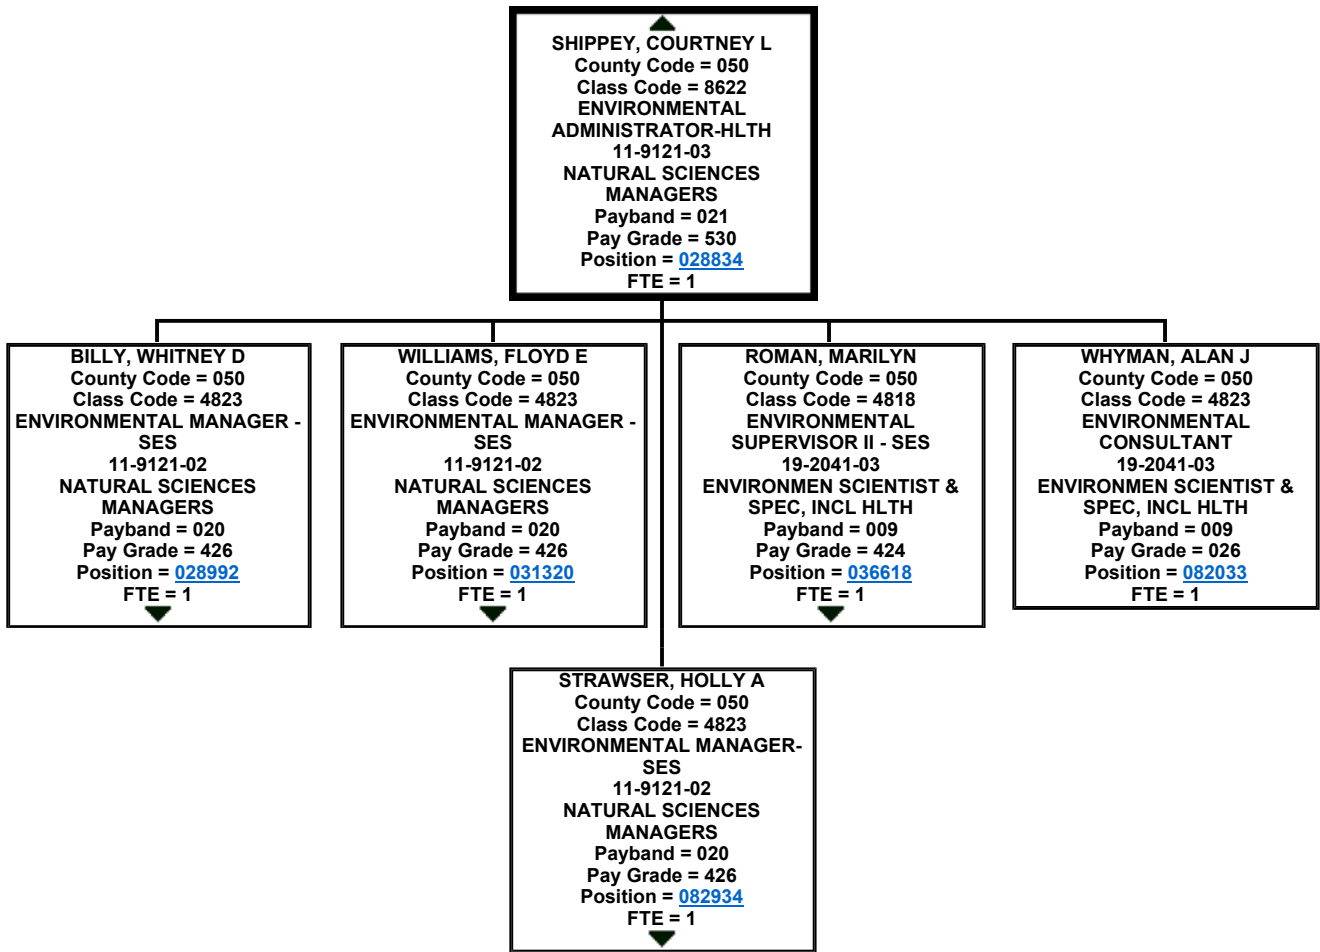 SHIPPEY, COURTNEY L
County Code = 050
Class Code = 8622
ENVIRONMENTAL
ADMINISTRATOR-HLTH
11-9121-03
NATURAL SCIENCES
MANAGERS
Payband = 021
Pay Grade = 530
Position = 028834
FTE = 1
BILLY, WHITNEY D
County Code = 050
Class Code = 4823
ENVIRONMENTAL MANAGER -
SES
11-9121-02
NATURAL SCIENCES
MANAGERS
Payband = 020
Pay Grade = 426
Position = 028992
FTE = 1
WILLIAMS, FLOYD E
County Code = 050
Class Code = 4823
ENVIRONMENTAL MANAGER -
SES
11-9121-02
NATURAL SCIENCES
MANAGERS
Payband = 020
Pay Grade = 426
Position = 031320
FTE = 1
ROMAN, MARILYN
County Code = 050
Class Code = 4818
ENVIRONMENTAL
SUPERVISOR II - SES
19-2041-03
ENVIRONMEN SCIENTIST &
SPEC, INCL HLTH
Payband = 009
Pay Grade = 424
Position = 036618
FTE = 1
WHYMAN, ALAN J
County Code = 050
Class Code = 4823
ENVIRONMENTAL
CONSULTANT
19-2041-03
ENVIRONMEN SCIENTIST &
SPEC, INCL HLTH
Payband = 009
Pay Grade = 026
Position = 082033
FTE = 1
STRAWSER, HOLLY A
County Code = 050
Class Code = 4823
ENVIRONMENTAL MANAGER-
SES
11-9121-02
NATURAL SCIENCES
MANAGERS
Payband = 020
Pay Grade = 426
Position = 082934
FTE = 1